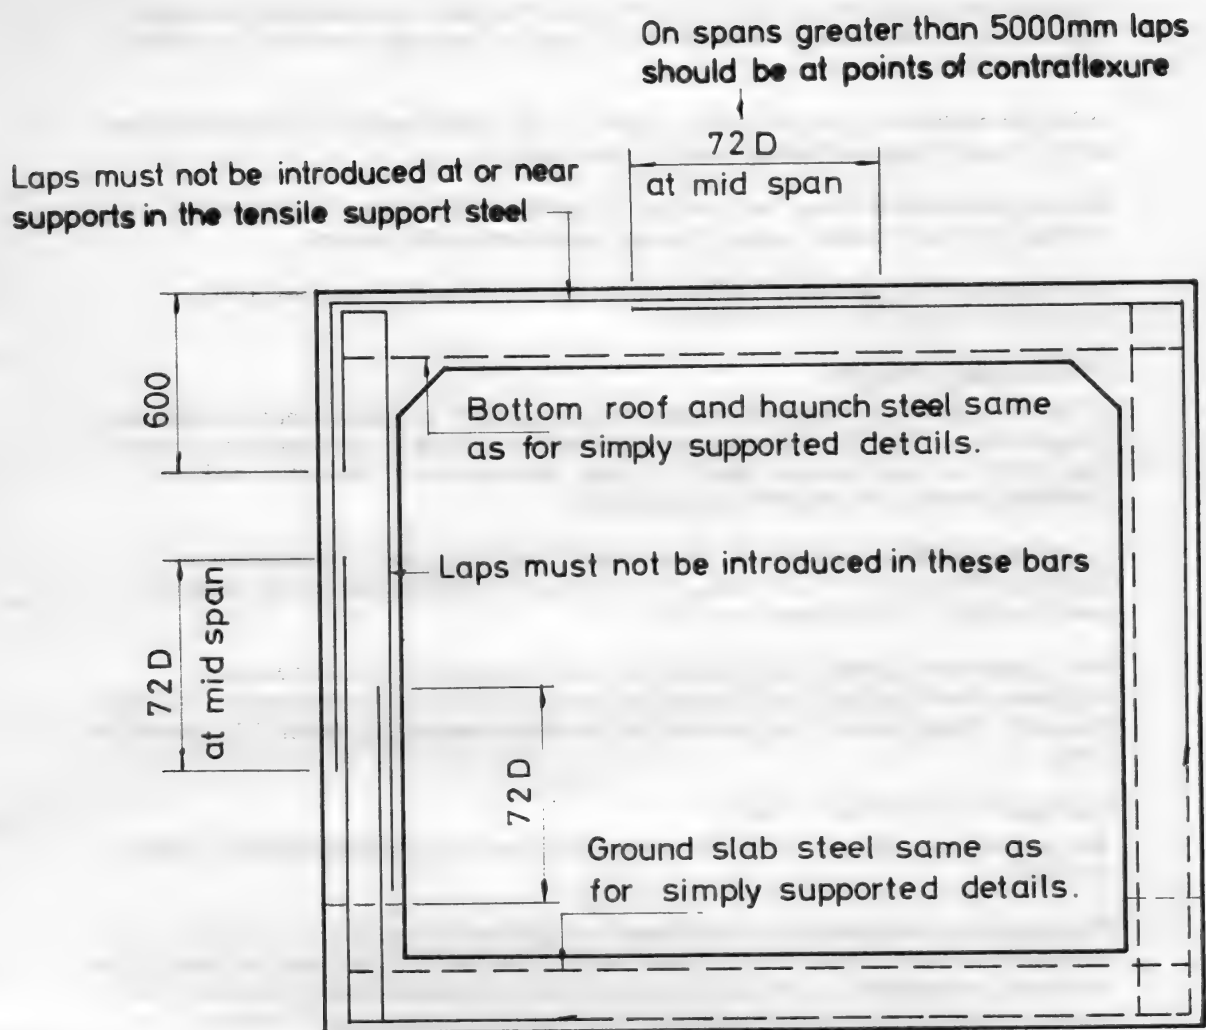 On spans greater than 5000mm laps
should be at points of contraflexure
72 D
at mid span
Laps must not be introduced at or near
supports in the tensile support steel
600
Bottom roof and haunch steel same
as for simply supported details.
Laps must not be introduced in these bars
72 D
at mid span
72 D
Ground slab steel same as
for simply supported details.